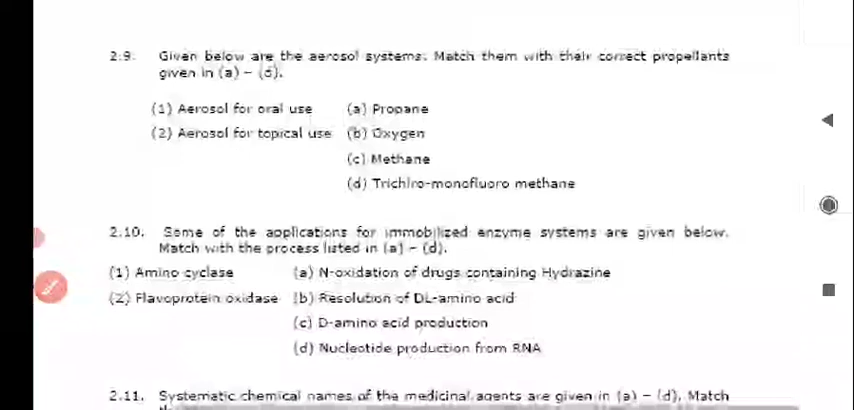 2.9. Given below are the aerosol systems. Match them with their correct propellants
given in (a) – (d).
(1) Aerosol for oral use (a) Propane
(2) Aerosol for topical use (b) Oxygen
(c) Methane
(d) Trichlro-monofluoro methane
2.10. Some of the applications for immobilized enzyme systems are given below.
Match with the process listed in (a) – (d).
(1) Amino cyclase (a) N-oxidation of drugs containing Hydrazine
(2) Flavoprotein oxidase (b) Resolution of DL-amino acid
(c) D-amino acid production
(d) Nucleotide production from RNA
2.11. Systematic chemical names of the medicinal agents are given in (a) – (d). Match